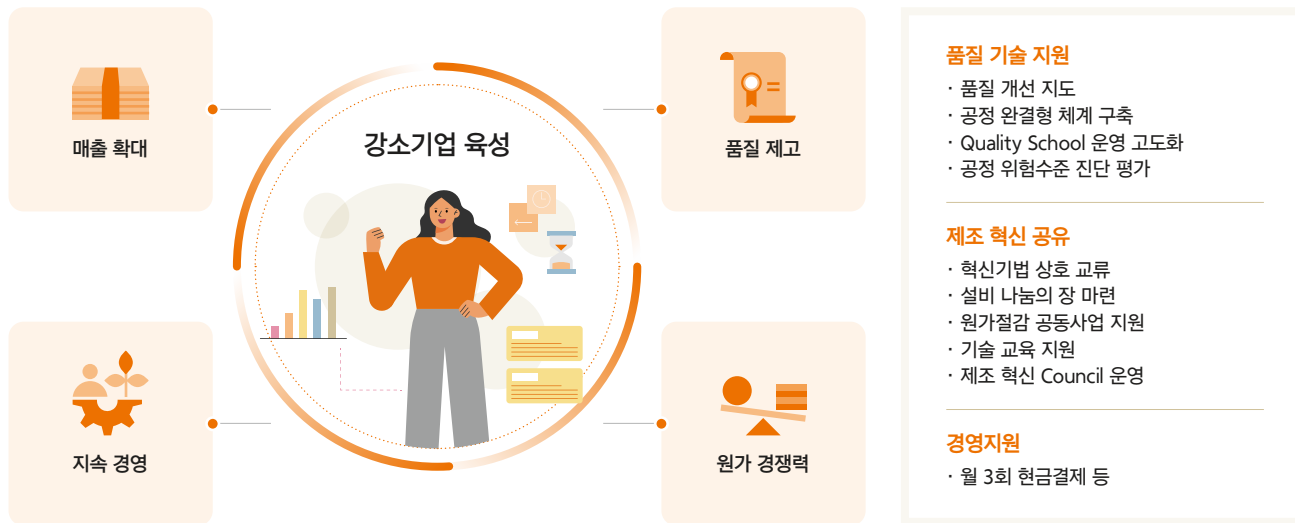 강소기업 육성
매출 확대
품질 제고
지속 경영
원가 경쟁력
품질 기술 지원
· 품질 개선 지도
· 공정 완결형 체계 구축
· Quality School 운영 고도화
· 공정 위험수준 진단 평가
제조 혁신 공유
· 혁신기법 상호 교류
· 설비 나눔의 장 마련
· 원가절감 공동사업 지원
· 기술 교육 지원
· 제조 혁신 Council 운영
경영지원
· 월 3회 현금결제 등